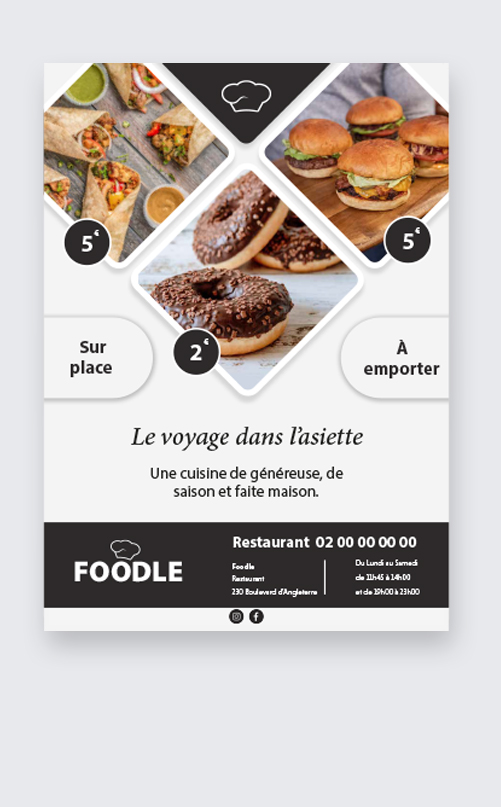 5€
5€
2€
Sur
place
À
emporter
Le voyage dans l'asiette
Une cuisine de généreuse, de
saison et faite maison.
FOODLE
Restaurant 02 00 00 00 00
Foodle
Restaurant
230 Boulevard d'Angleterre
Du Lundi au Samedi
de 11h45 à 14h00
et de 19h00 à 23h00